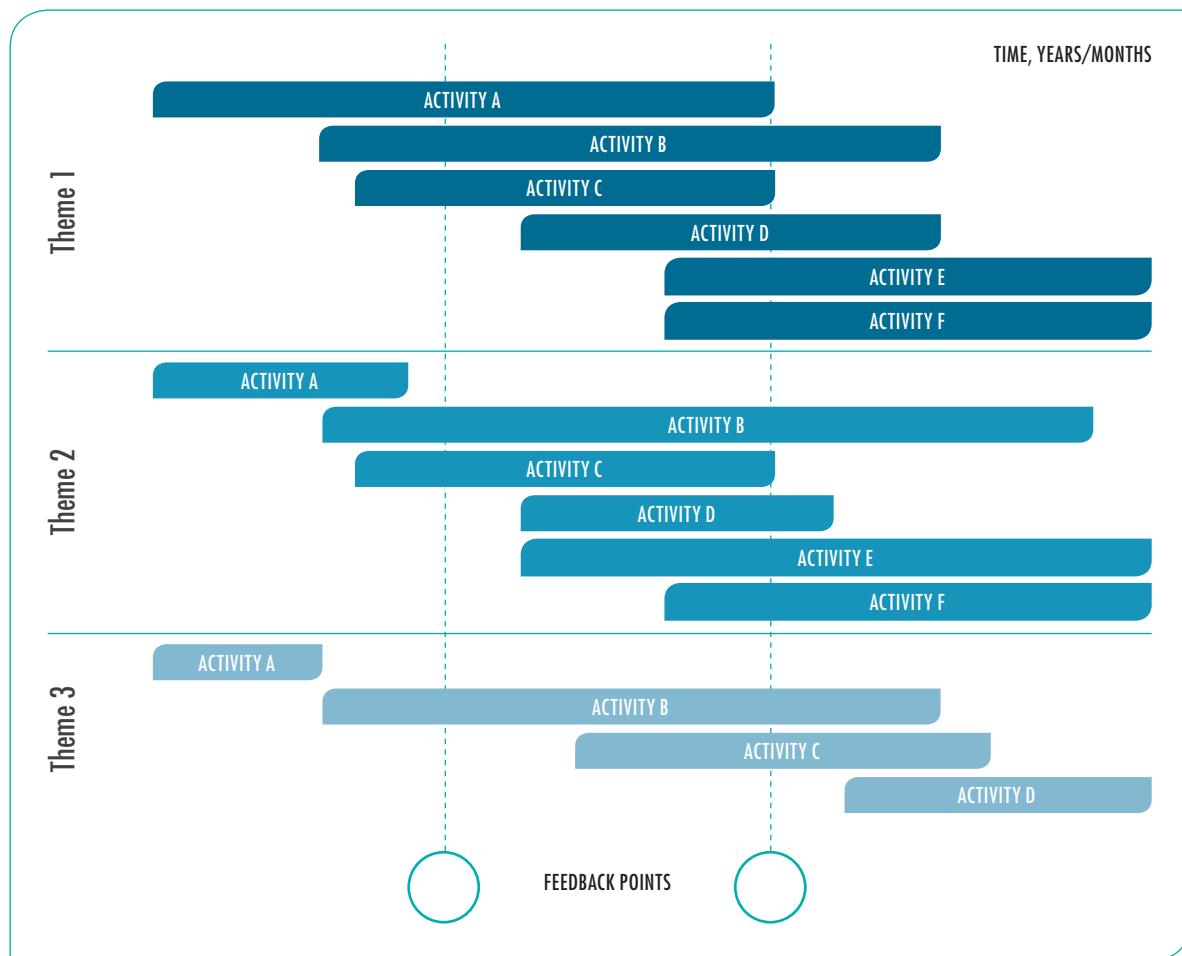 TIME, YEARS/MONTHS
Theme 1
ACTIVITY A
ACTIVITY B
ACTIVITY C
ACTIVITY D
ACTIVITY E
ACTIVITY F
Theme 2
ACTIVITY A
ACTIVITY B
ACTIVITY C
ACTIVITY D
ACTIVITY E
ACTIVITY F
Theme 3
ACTIVITY A
ACTIVITY B
ACTIVITY C
ACTIVITY D
FEEDBACK POINTS